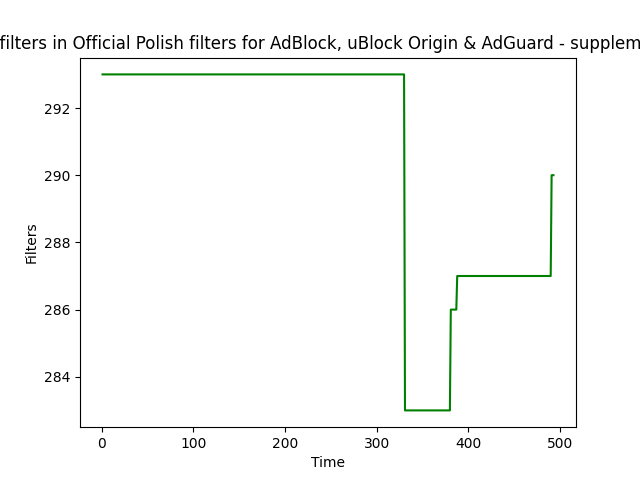 filters in Official Polish filters for AdBlock, uBlock Origin & AdGuard - supplem
292
290
288
286
284
Filters
0 100 200 300 400 500
Time